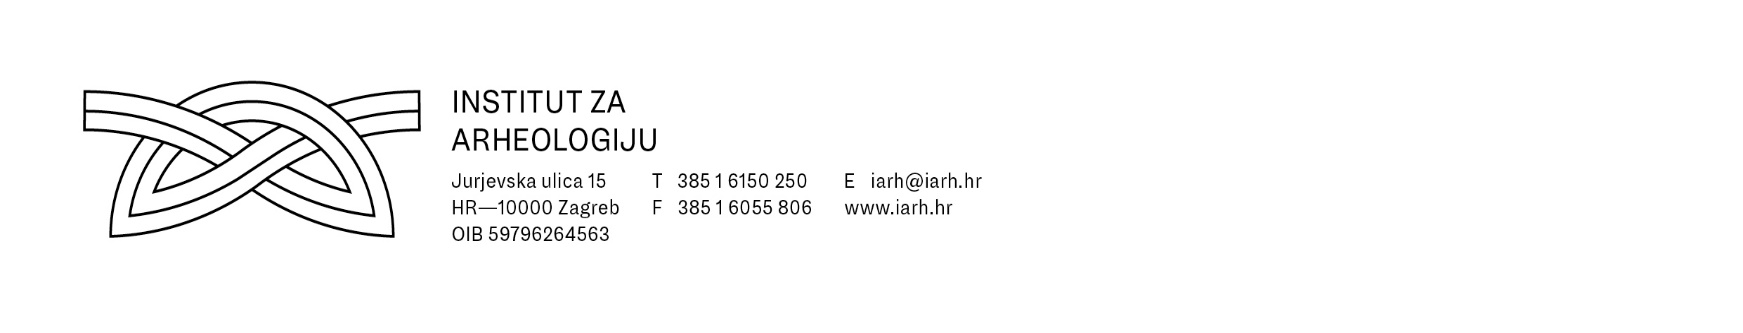 INSTITUT ZA
ARHEOLOGIJU
Jurjevska ulica 15 T 385 1 6150 250 E iarh@iarh.hr
HR—10000 Zagreb F 385 1 6055 806 www.iarh.hr
OIB 59796264563